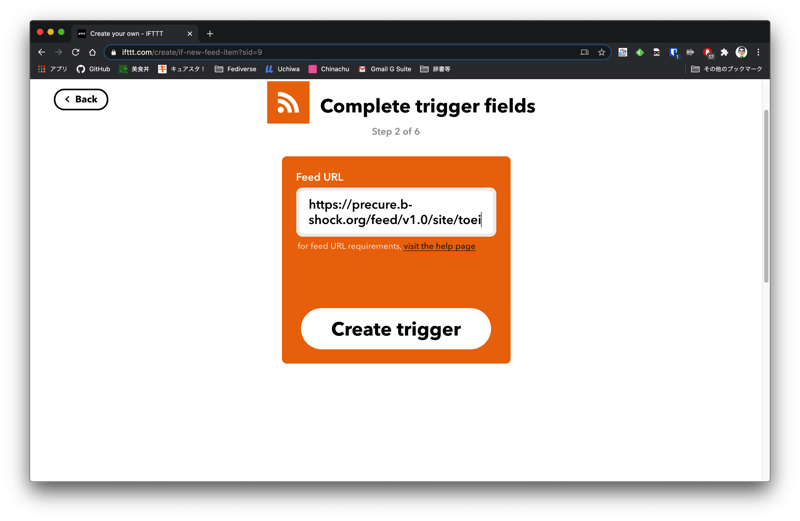 Create your own - IFTTT
ifttt.com/create/if-new-feed-item?sid=9
アプリ GitHub 美食丼 キュアスタ！ Fediverse Uchiwa Chinachu Gmail G Suite 辞書等 その他のブックマーク
Back
Complete trigger fields
Step 2 of 6
Feed URL
https://precure.b-
shock.org/feed/v1.0/site/toei
for feed URL requirements, visit the help page
Create trigger